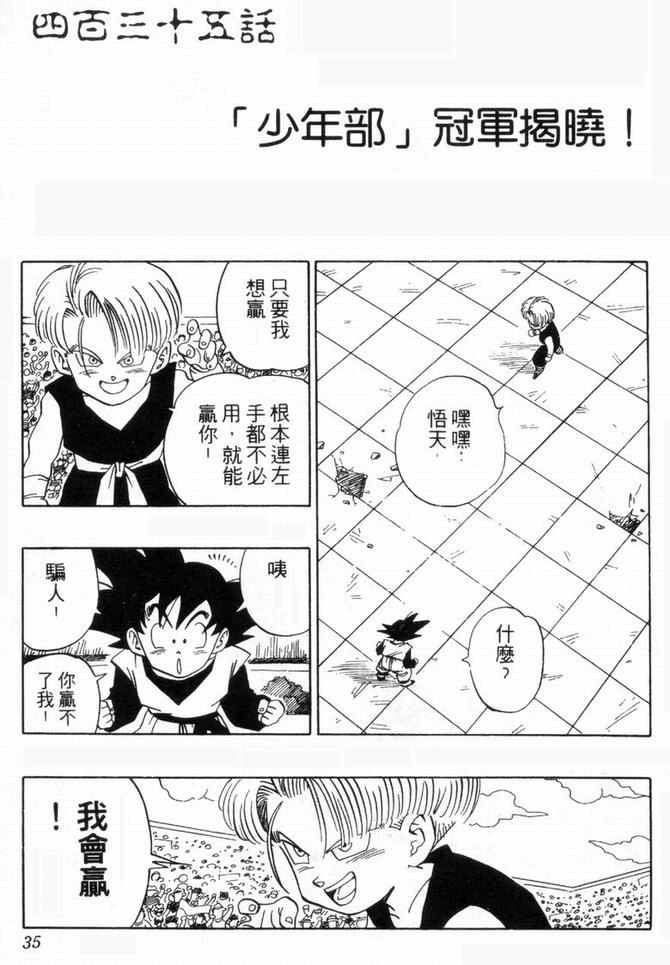 四百三十五話
「少年部」冠軍揭曉！
嘿嘿︙
悟天，
什麼？
只要我
想贏
根本連左
手都不必
用，就能
贏你！
咦
騙人！
你贏不
了我！
我會贏
！
35